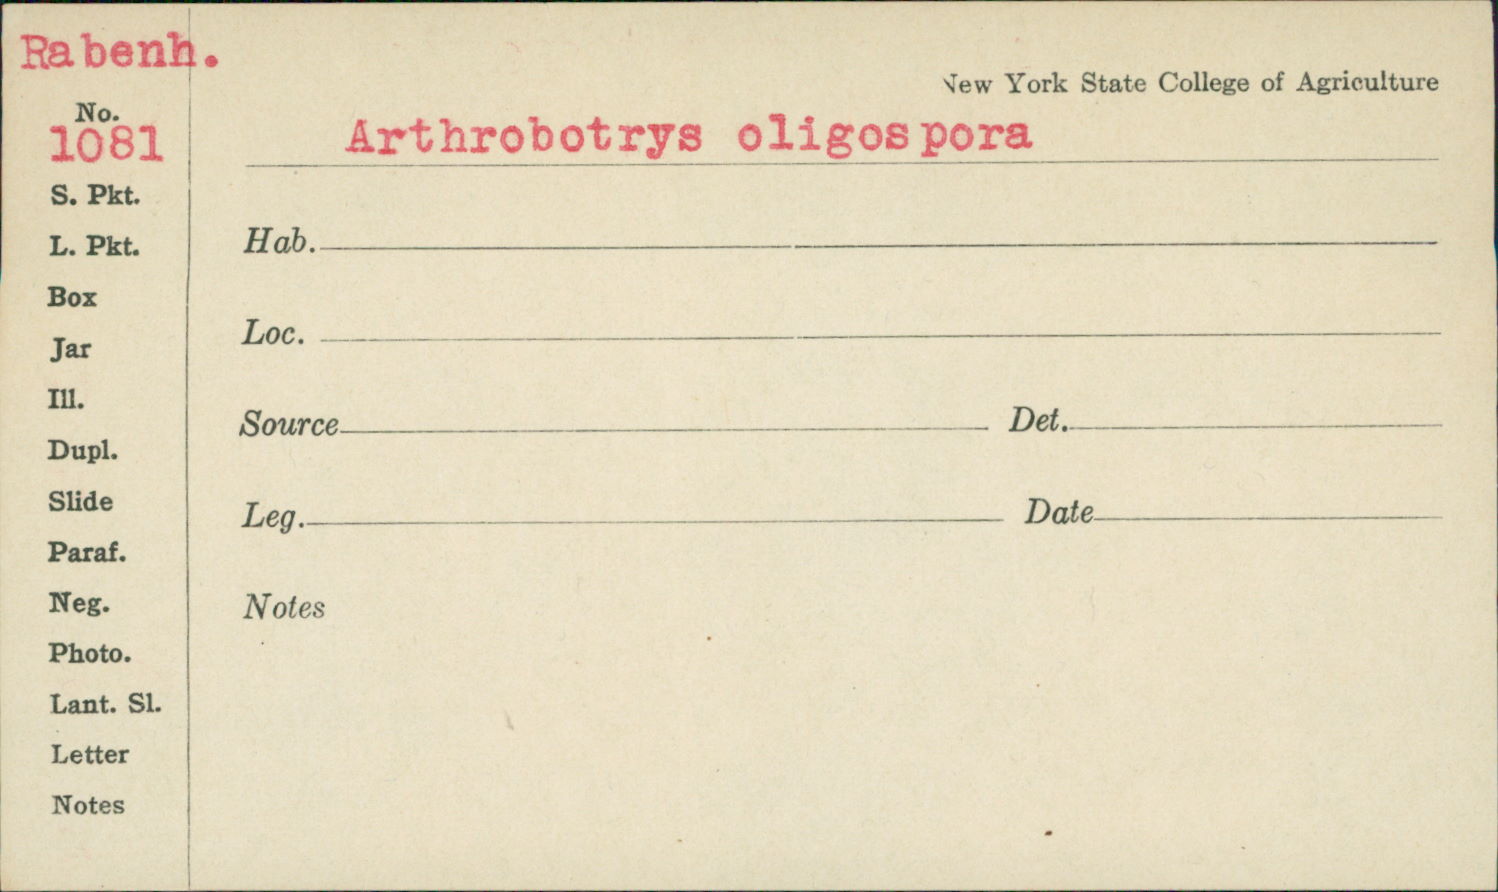 Rabenh.
New York State College of Agriculture
No.
1081
Arthrobotrys oligospora
S. Pkt.
L. Pkt.
Hab.
Box
Loc.
Jar
Ill.
Source Det.
Dupl.
Slide
Leg. Date
Paraf.
Neg.
Notes
Photo.
Lant. Sl.
Letter
Notes